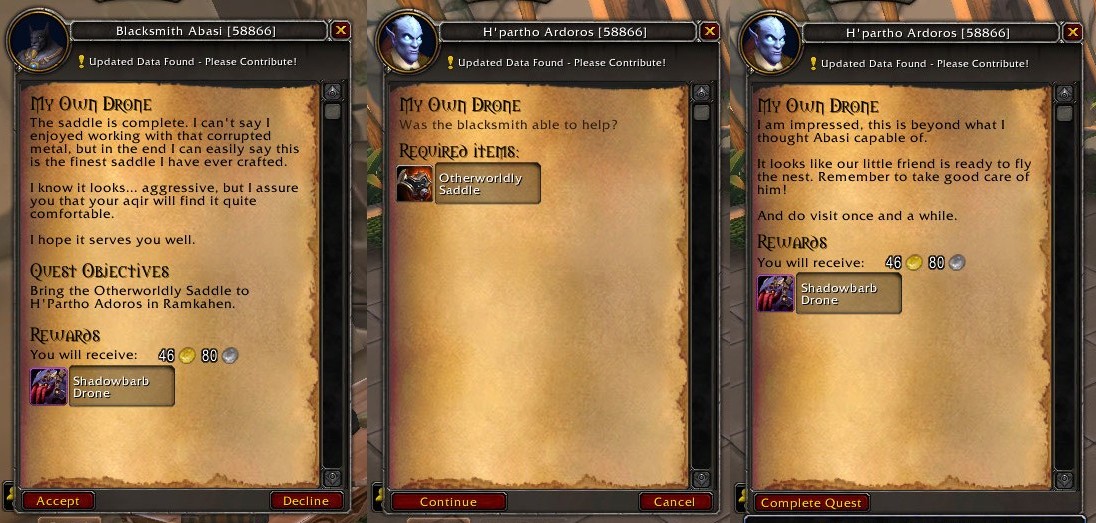 Blacksmith Abasi [58866]
! Updated Data Found - Please Contribute!
My Own Drone
The saddle is complete. I can't say I
enjoyed working with that corrupted
metal, but in the end I can easily say this
is the finest saddle I have ever crafted.
I know it looks... aggressive, but I assure
you that your aqir will find it quite
comfortable.
I hope it serves you well.
Quest Objectives
Bring the Otherworldly Saddle to
H'Partho Adoros in Ramkahen.
Rewards
You will receive: 46 80
Shadowbarb
Drone
Accept
Decline
H'partho Ardoros [58866]
! Updated Data Found - Please Contribute!
My Own Drone
Was the blacksmith able to help?
Required items:
Otherworldly
Saddle
Continue
Cancel
H'partho Ardoros [58866]
! Updated Data Found - Please Contribute!
My Own Drone
I am impressed, this is beyond what I
thought Abasi capable of.
It looks like our little friend is ready to fly
the nest. Remember to take good care of
him!
And do visit once and a while.
Rewards
You will receive: 46 80
Shadowbarb
Drone
Complete Quest